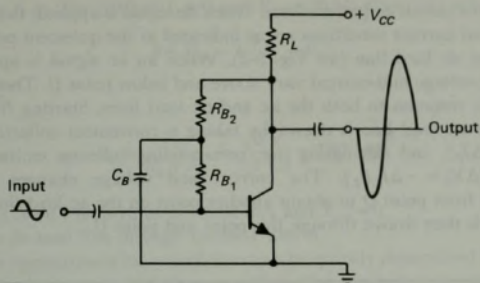 + V_CC
R_L
R_B2
Output
C_B
R_B1
Input